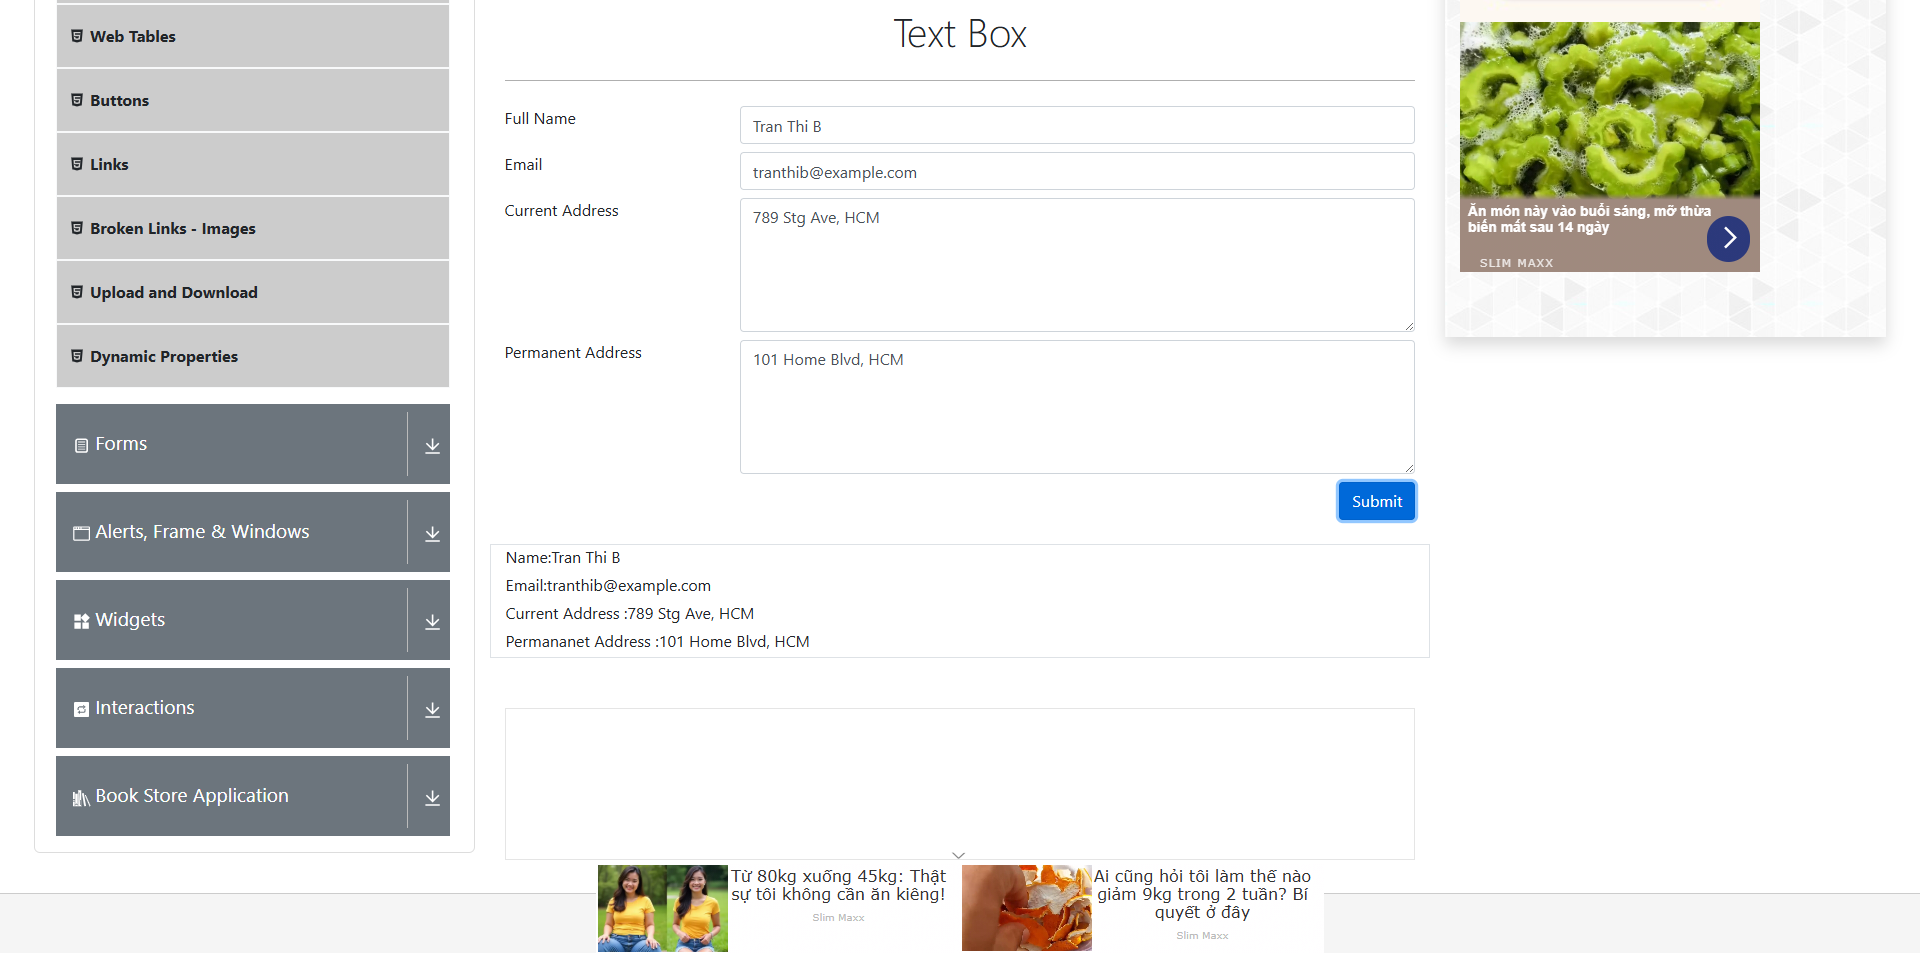 Web Tables
Buttons
Links
Broken Links - Images
Upload and Download
Dynamic Properties
Forms
Alerts, Frame & Windows
Widgets
Interactions
Book Store Application
Text Box
Full Name
Tran Thi B
Email
tranthib@example.com
Current Address
789 Stg Ave, HCM
Permanent Address
101 Home Blvd, HCM
Submit
Name:Tran Thi B
Email:tranthib@example.com
Current Address :789 Stg Ave, HCM
Permananet Address :101 Home Blvd, HCM
Ăn món này vào buổi sáng, mỡ thừa
biến mất sau 14 ngày
SLIM MAXX
Từ 80kg xuống 45kg: Thật
sự tôi không cần ăn kiêng!
Slim Maxx
Ai cũng hỏi tôi làm thế nào
giảm 9kg trong 2 tuần? Bí
quyết ở đây
Slim Maxx